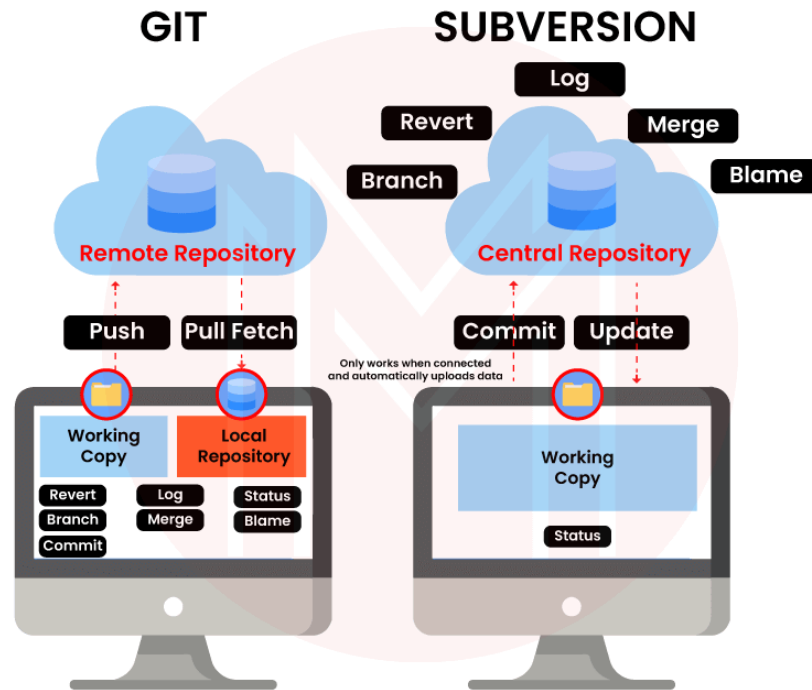 GIT
SUBVERSION
Log
Revert
Merge
Branch
Blame
Remote Repository
Central Repository
Push
Pull Fetch
Commit
Update
Only works when connected
and automatically uploads data
Working
Copy
Local
Repository
Revert
Log
Status
Branch
Merge
Blame
Commit
Working
Copy
Status